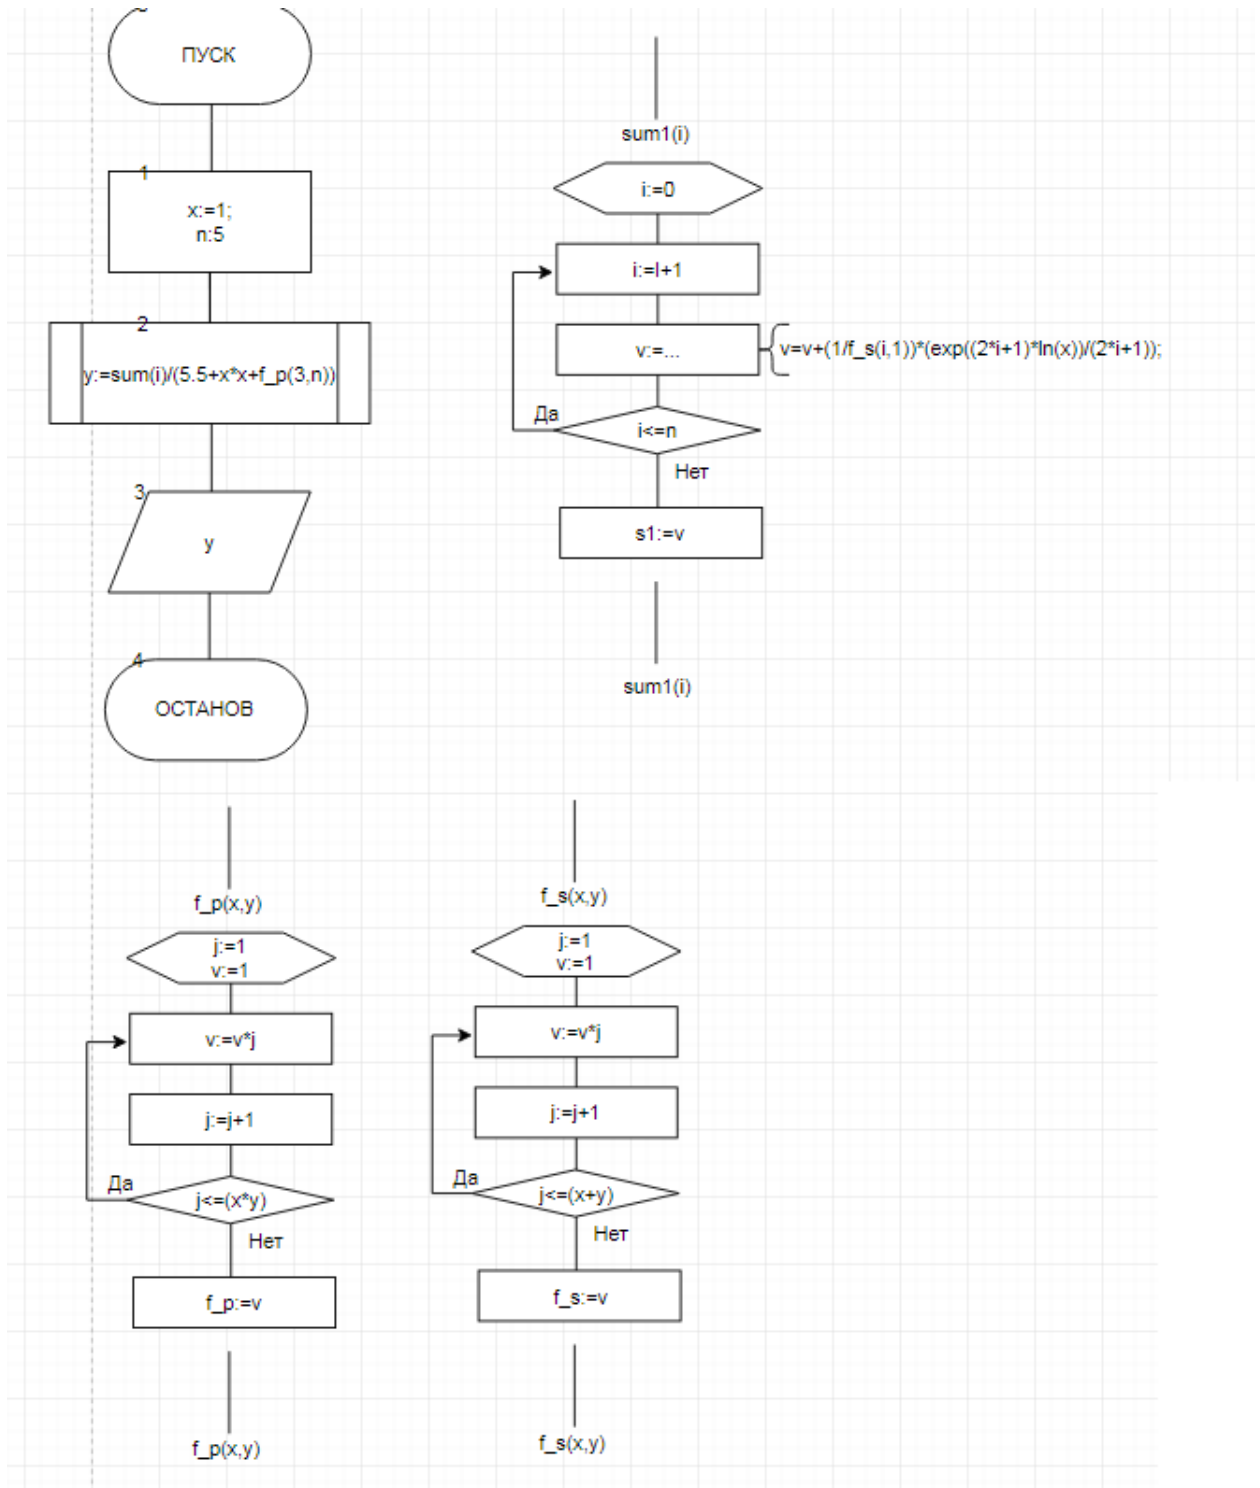 ПУСК
1
x:=1;
n:5
2
y:=sum(i)/(5.5+x*x+f_p(3,n))
3
y
4
ОСТАНОВ
sum1(i)
i:=0
i:=I+1
v:=...
v=v+(1/f_s(i,1))*(exp((2*i+1)*ln(x))/(2*i+1));
Да
i<=n
Нет
s1:=v
sum1(i)
f_p(x,y)
j:=1
v:=1
v:=v*j
j:=j+1
Да
j<=(x*y)
Нет
f_p:=v
f_p(x,y)
f_s(x,y)
j:=1
v:=1
v:=v*j
j:=j+1
Да
j<=(x+y)
Нет
f_s:=v
f_s(x,y)